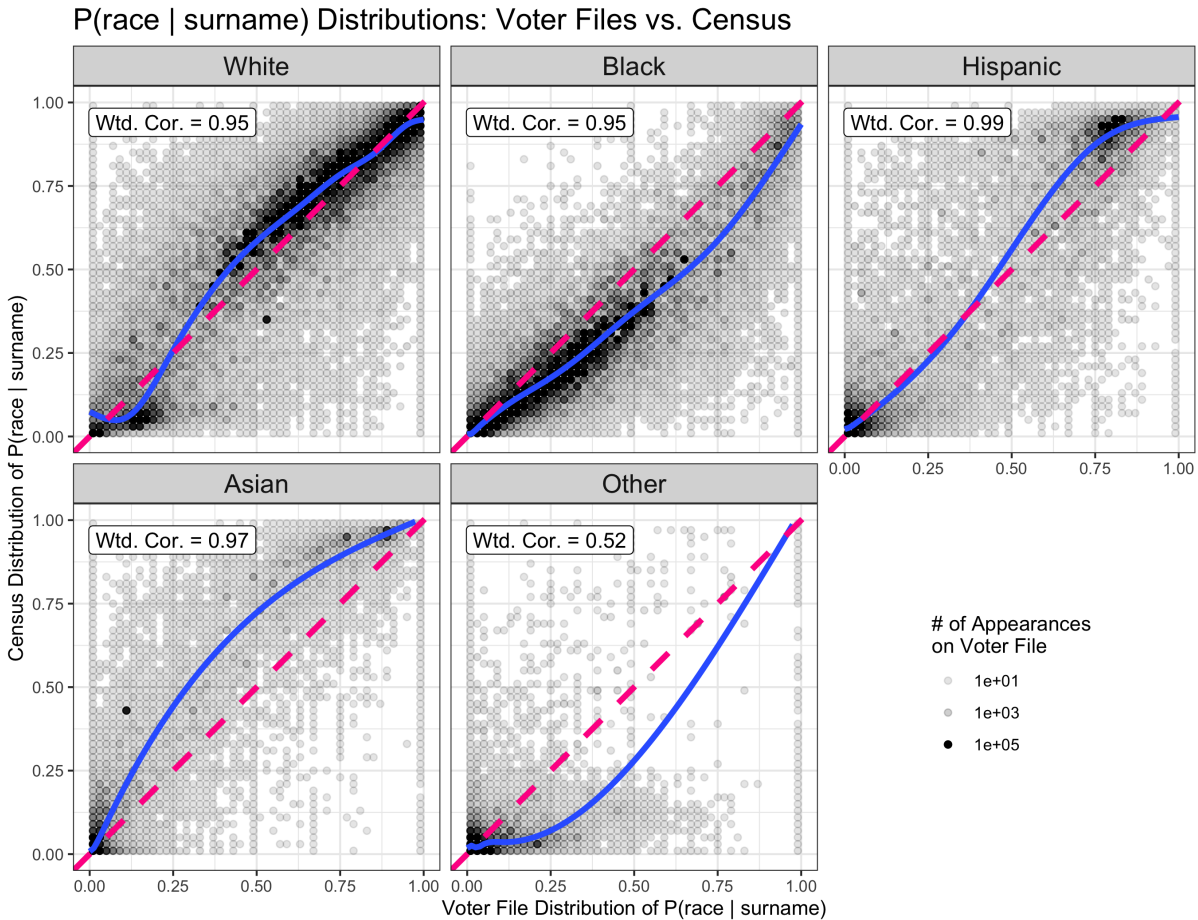 P(race | surname) Distributions: Voter Files vs. Census
White
Black
Hispanic
Wtd. Cor. = 0.95
Wtd. Cor. = 0.95
Wtd. Cor. = 0.99
1.00
0.75
0.50
0.25
0.00
0.00 0.25 0.50 0.75 1.00
Asian
Other
Wtd. Cor. = 0.97
Wtd. Cor. = 0.52
1.00
0.75
0.50
0.25
0.00
0.00 0.25 0.50 0.75 1.00
0.00 0.25 0.50 0.75 1.00
Census Distribution of P(race | surname)
Voter File Distribution of P(race | surname)
# of Appearances
on Voter File
1e+01
1e+03
1e+05